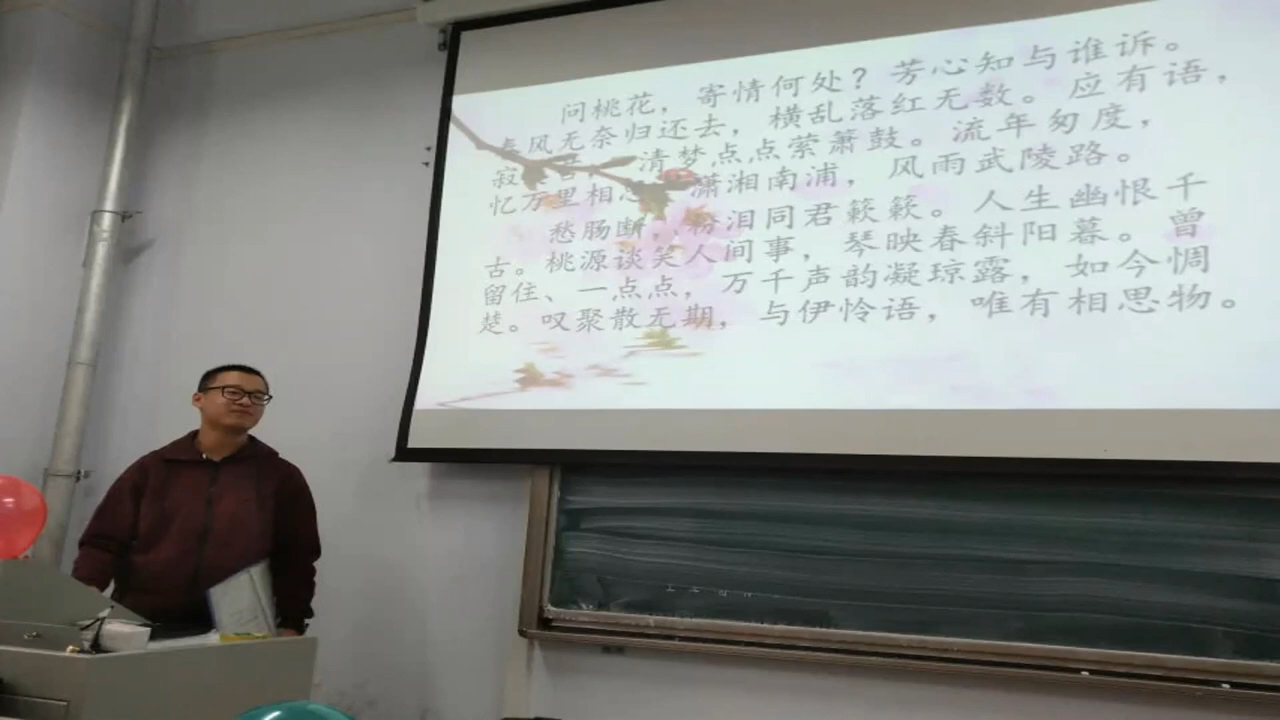 问桃花，寄情何处？芳心知与谁诉。
春风无奈归还去，横乱落红无数。应有语，
寂 清梦点点萦箫鼓。流年匆度，
忆万里相 潇湘南浦，风雨武陵路。
愁肠断，粉泪同君簌簌。人生幽恨千
古。桃源谈笑人间事，琴映春斜阳暮。曾
留住、一点点，万千声韵凝琼露，如今惆
楚。叹聚散无期，与伊怜语，唯有相思物。